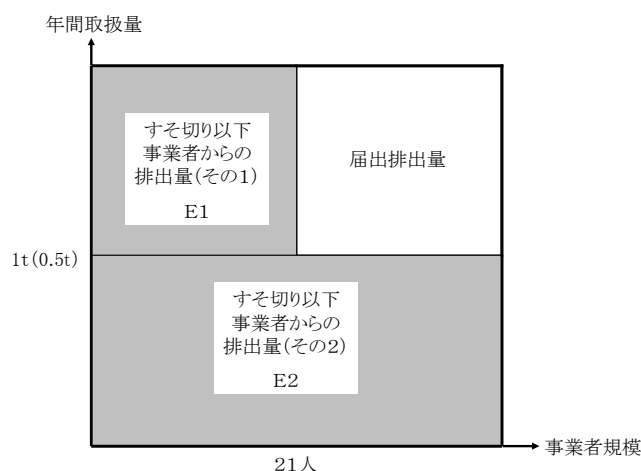 年間取扱量
すそ切り以下
事業者からの
排出量(その1)
E1
届出排出量
1t(0.5t)
すそ切り以下
事業者からの
排出量(その2)
E2
事業者規模
21人